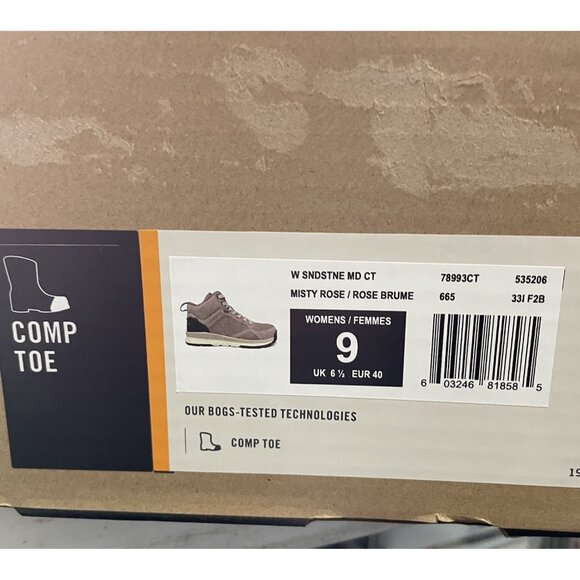 COMP
TOE
W SNDSTNE MD CT 78993CT 535206
MISTY ROSE / ROSE BRUME 665 33I F2B
WOMENS / FEMMES
9
UK 6 ½ EUR 40
6 03246 81858 5
OUR BOGS-TESTED TECHNOLOGIES
COMP TOE
19